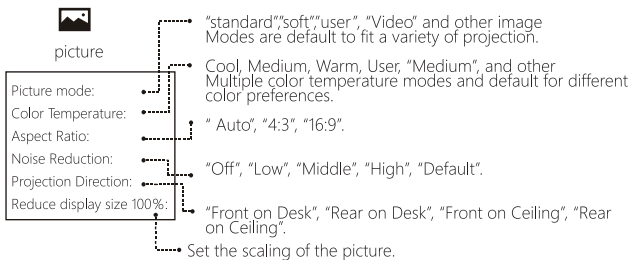 picture
Picture mode:
Color Temperature:
Aspect Ratio:
Noise Reduction:
Projection Direction:
Reduce display size 100%:
"standard","soft","user", "Video" and other image
Modes are default to fit a variety of projection.
Cool, Medium, Warm, User, "Medium", and other
Multiple color temperature modes and default for different
color preferences.
" Auto", "4:3", "16:9".
"Off", "Low", "Middle", "High", "Default".
"Front on Desk", "Rear on Desk", "Front on Ceiling", "Rear
on Ceiling".
Set the scaling of the picture.